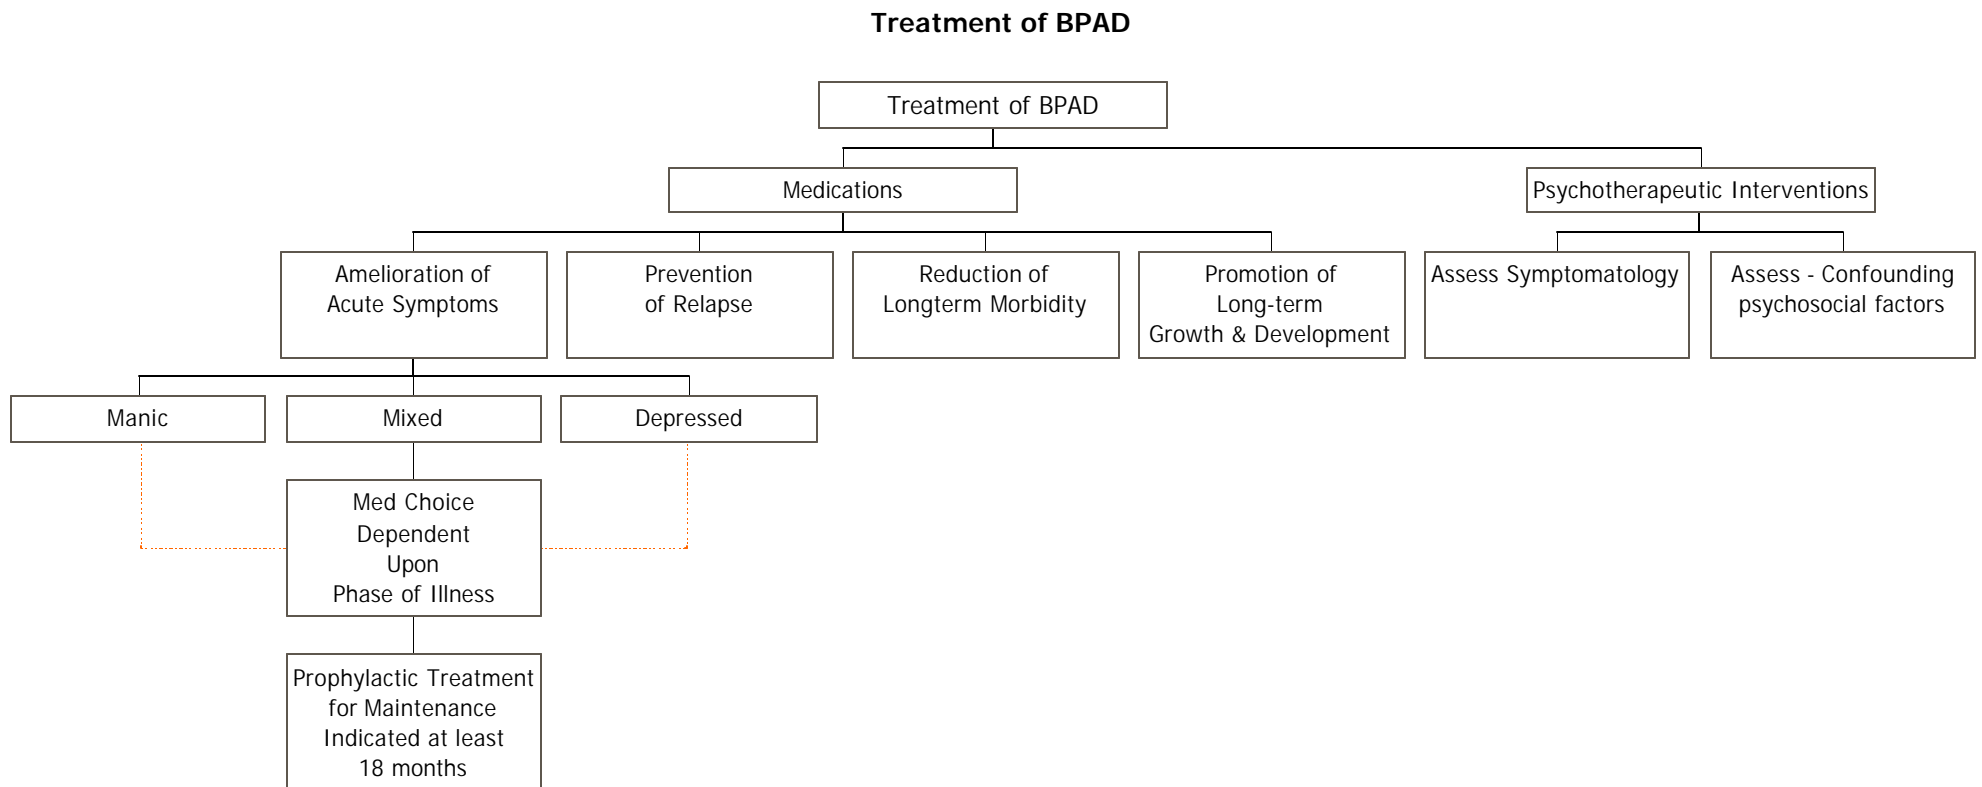 Treatment of BPAD
Treatment of BPAD
Medications
Psychotherapeutic Interventions
Amelioration of
Acute Symptoms
Prevention
of Relapse
Reduction of
Longterm Morbidity
Promotion of
Long-term
Growth & Development
Assess Symptomatology
Assess - Confounding
psychosocial factors
Manic
Mixed
Depressed
Med Choice
Dependent
Upon
Phase of Illness
Prophylactic Treatment
for Maintenance
Indicated at least
18 months